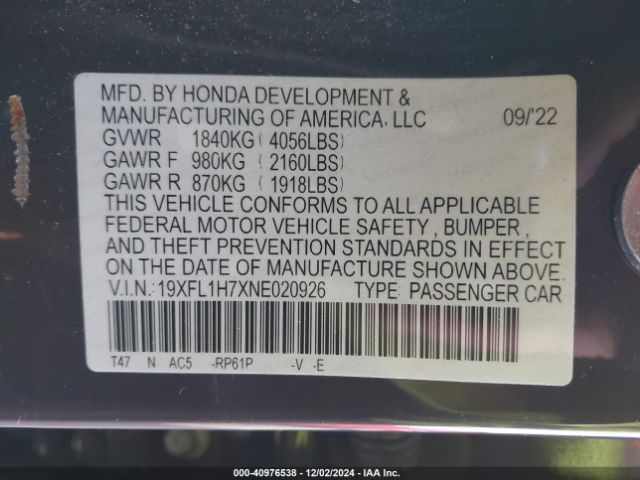 MFD. BY HONDA DEVELOPMENT &
MANUFACTURING OF AMERICA, LLC 09/'22
GVWR 1840KG ( 4056LBS)
GAWR F 980KG ( 2160LBS)
GAWR R 870KG ( 1918LBS)
THIS VEHICLE CONFORMS TO ALL APPLICABLE
FEDERAL MOTOR VEHICLE SAFETY , BUMPER ,
AND THEFT PREVENTION STANDARDS IN EFFECT
ON THE DATE OF MANUFACTURE SHOWN ABOVE.
V.I.N.: 19XFL1H7XNE020926 TYPE: PASSENGER CAR
T47 N AC5 -RP61P -V -E
000-40976538 - 12/02/2024 - IAA Inc.